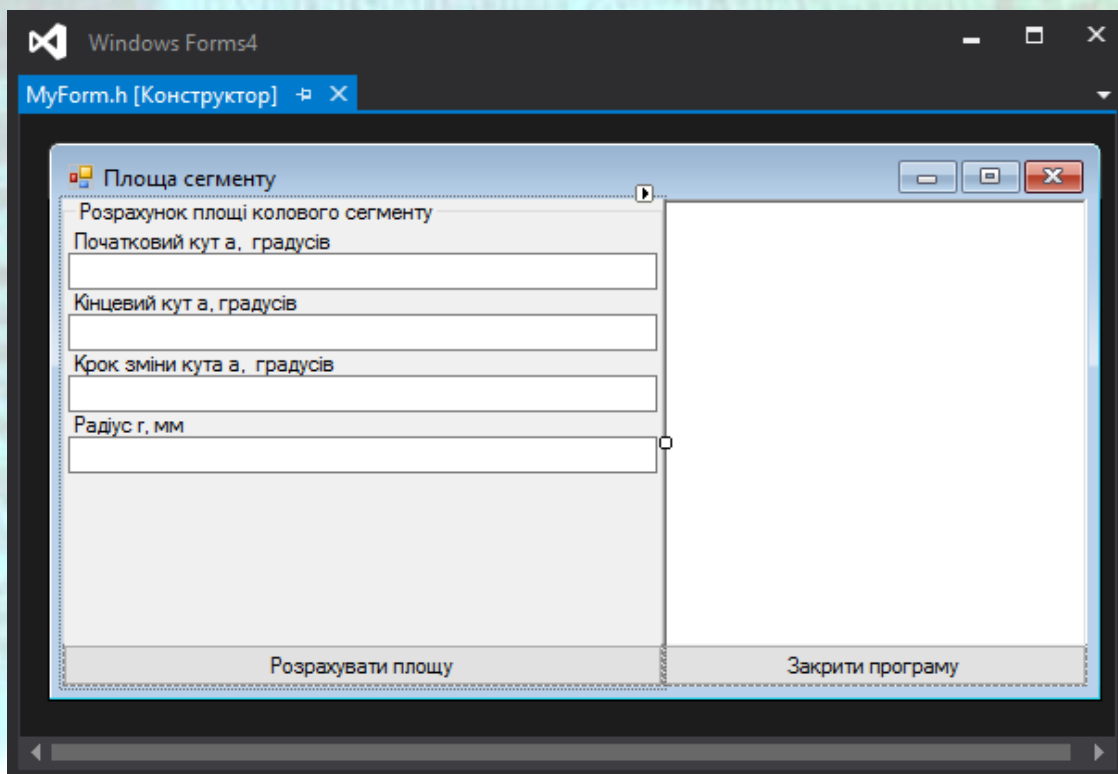 Windows Forms4
MyForm.h [Конструктор]
Площа сегменту
Розрахунок площі колового сегменту
Початковий кут а, градусів
Кінцевий кут а, градусів
Крок зміни кута а, градусів
Радіус r, мм
Розрахувати площу
Закрити програму